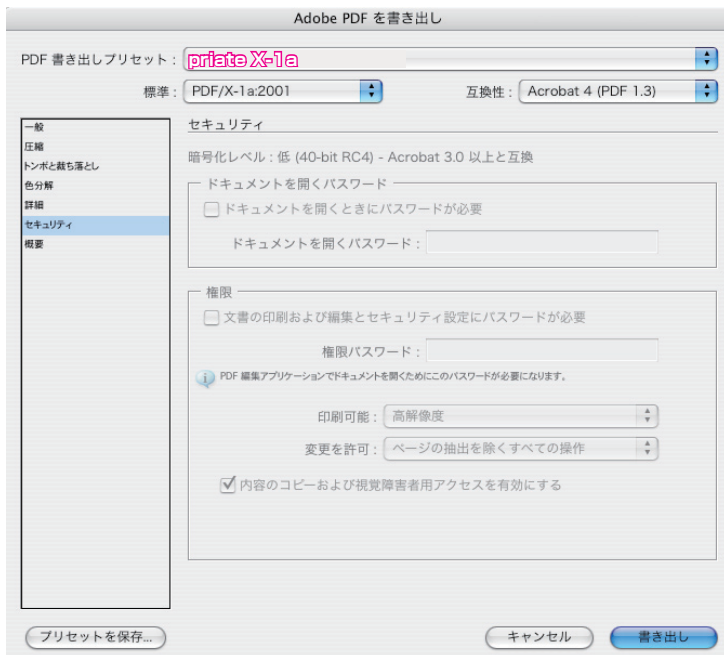 Adobe PDF を書き出し
PDF 書き出しプリセット : priate X-1a
標準 : PDF/X-1a:2001 互換性 : Acrobat 4 (PDF 1.3)
一般
圧縮
トンボと裁ち落とし
色分解
詳細
セキュリティ
概要
セキュリティ
暗号化レベル : 低 (40-bit RC4) - Acrobat 3.0 以上と互換
ドキュメントを開くパスワード
ドキュメントを開くときにパスワードが必要
ドキュメントを開くパスワード :
権限
文書の印刷および編集とセキュリティ設定にパスワードが必要
権限パスワード :
PDF 編集アプリケーションでドキュメントを開くためにこのパスワードが必要になります。
印刷可能 : 高解像度
変更を許可 : ページの抽出を除くすべての操作
内容のコピーおよび視覚障害者用アクセスを有効にする
プリセットを保存... キャンセル 書き出し